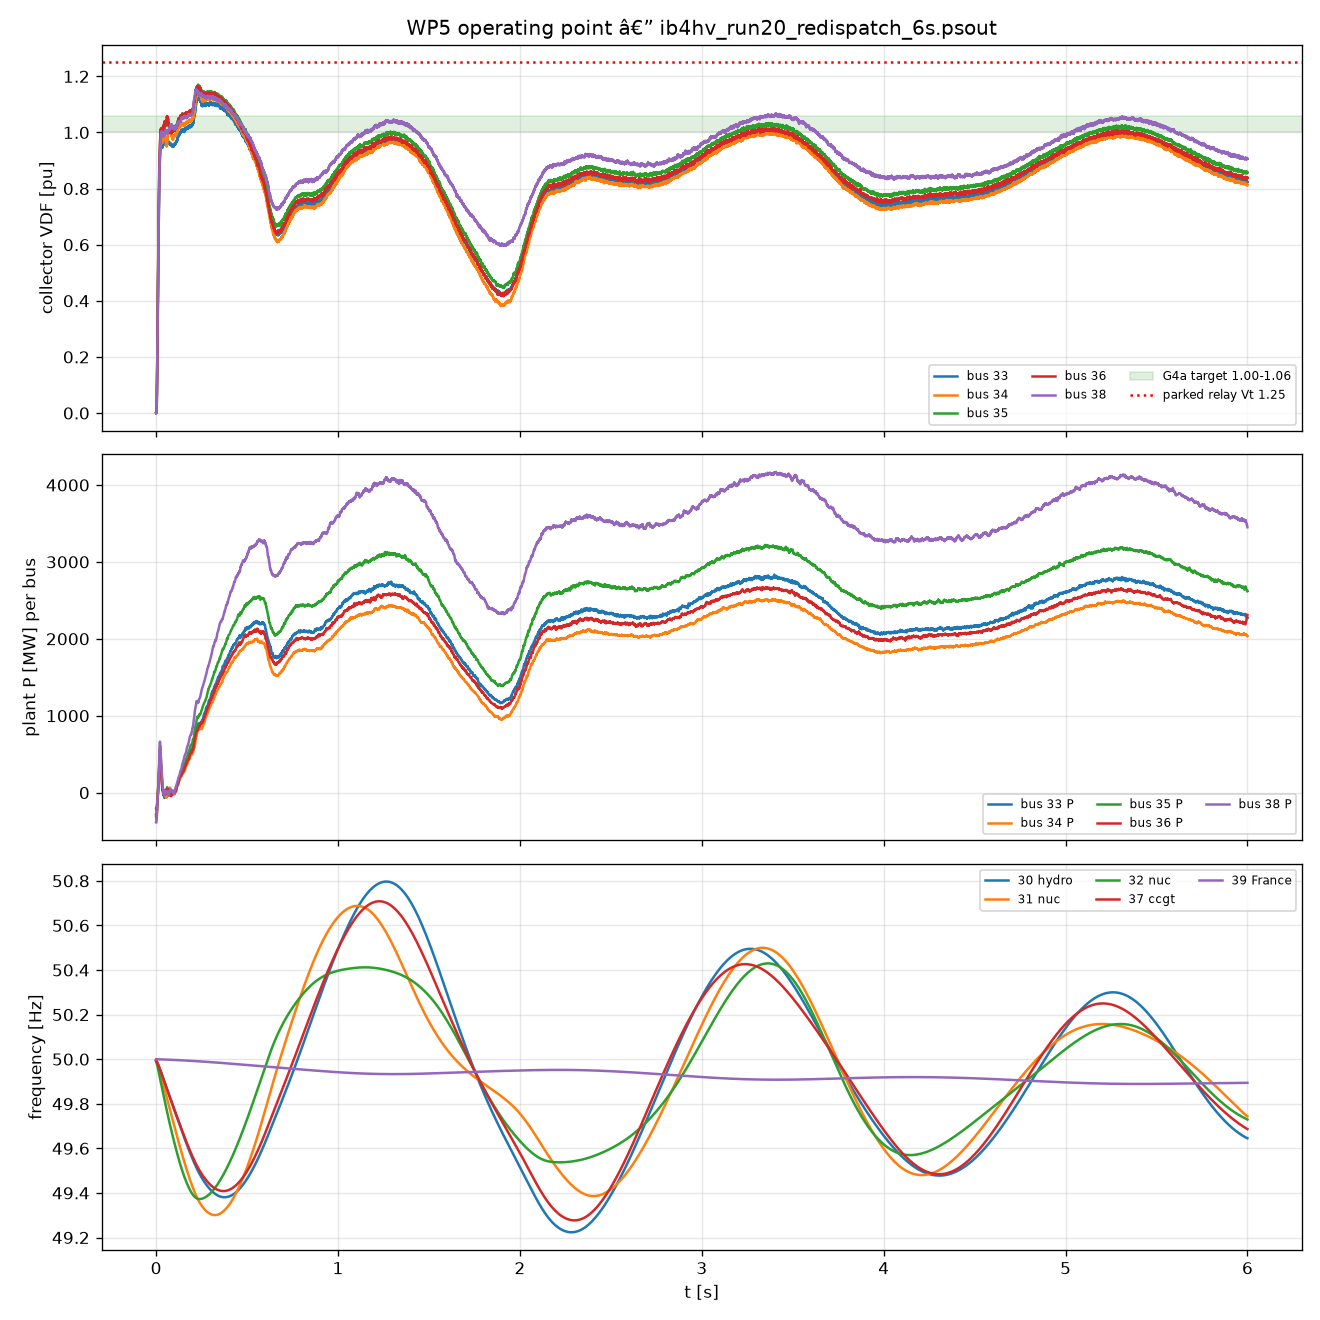 WP5 operating point â€” ib4hv_run20_redispatch_6s.psout
collector VDF [pu]
1.2
1.0
0.8
0.6
0.4
0.2
0.0
bus 33
bus 34
bus 35
bus 36
bus 38
G4a target 1.00-1.06
parked relay Vt 1.25
plant P [MW] per bus
4000
3000
2000
1000
0
bus 33 P
bus 34 P
bus 35 P
bus 36 P
bus 38 P
frequency [Hz]
50.8
50.6
50.4
50.2
50.0
49.8
49.6
49.4
49.2
30 hydro
31 nuc
32 nuc
37 ccgt
39 France
0 1 2 3 4 5 6
t [s]